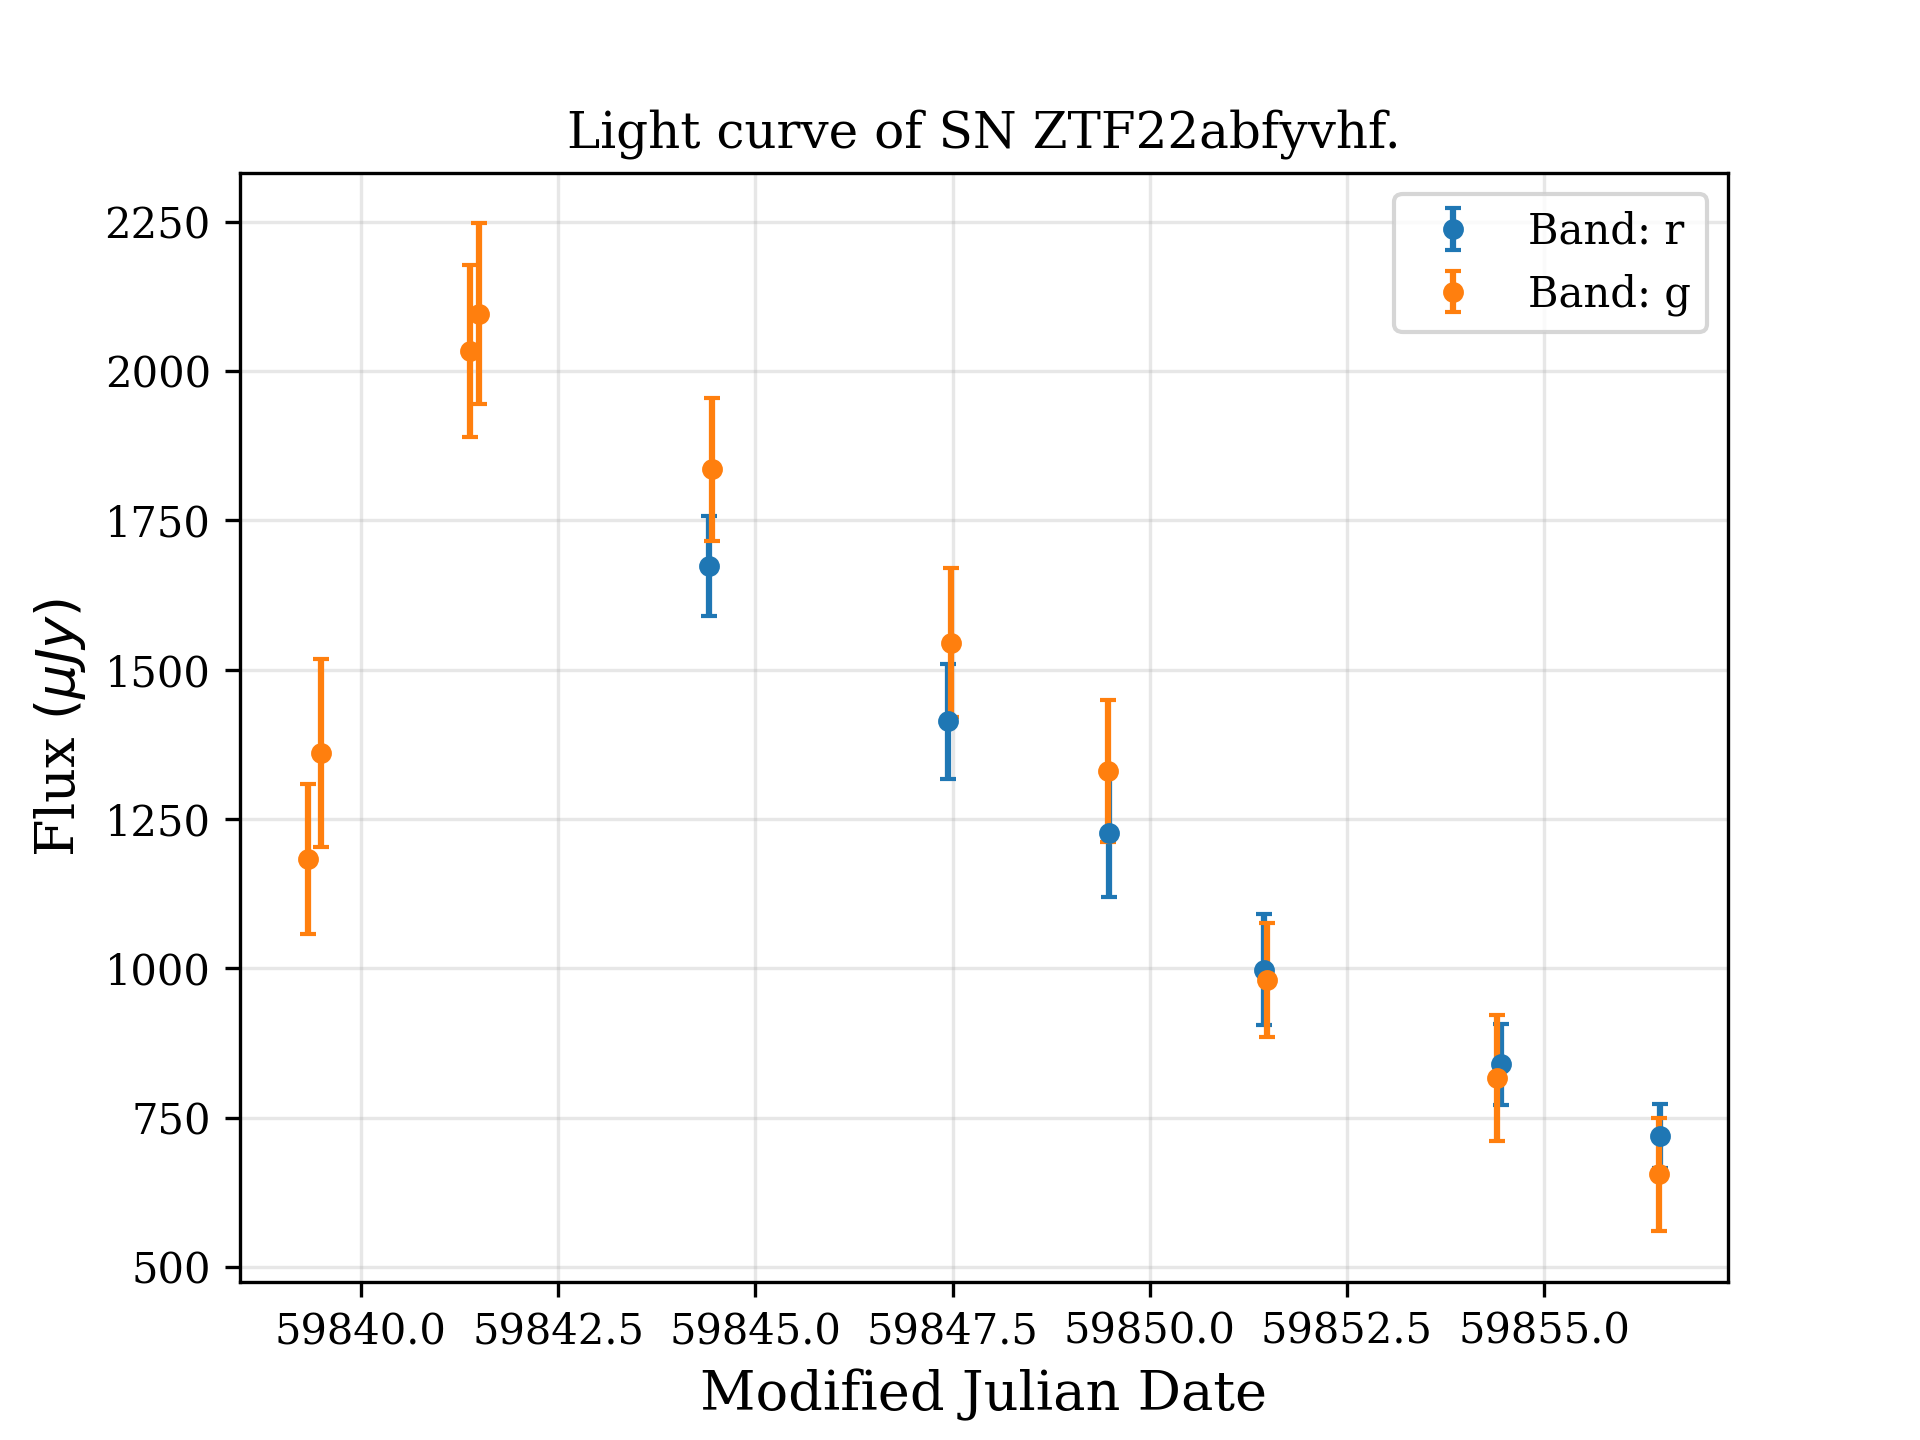 Light curve of SN ZTF22abfyvhf.
Band: r
Band: g
2250
2000
1750
1500
1250
1000
750
500
Flux (μJy)
59840.0 59842.5 59845.0 59847.5 59850.0 59852.5 59855.0
Modified Julian Date